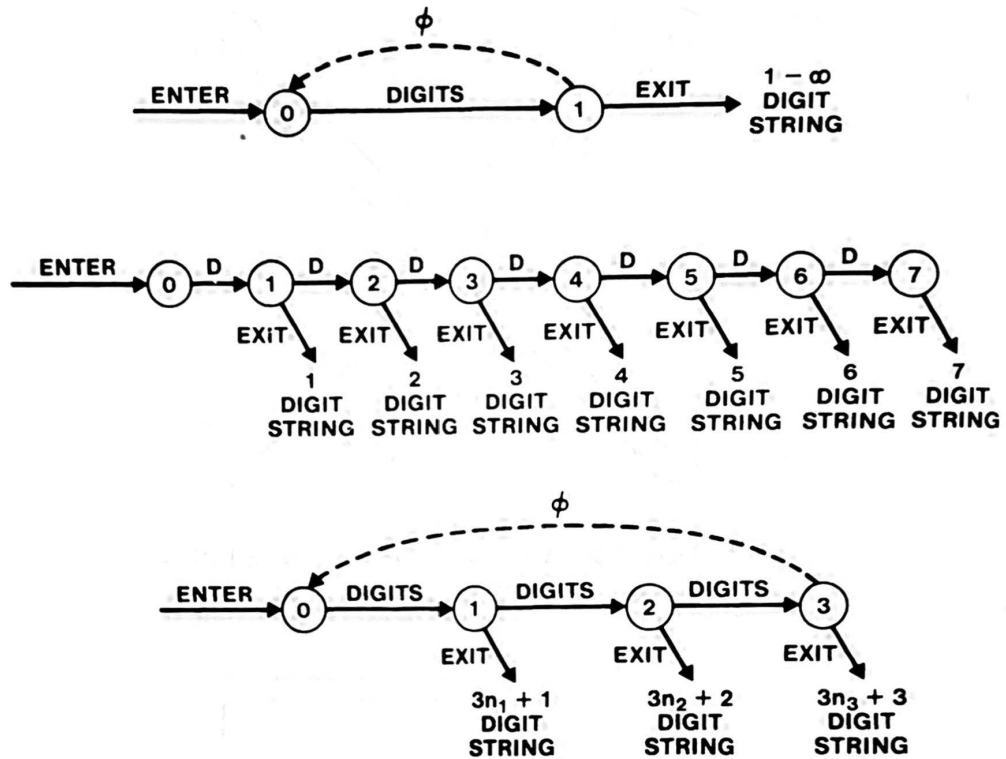 ϕ
ENTER 0 DIGITS 1 EXIT 1 – ∞
DIGIT
STRING
ENTER 0 D 1 D 2 D 3 D 4 D 5 D 6 D 7
EXiT EXIT EXIT EXIT EXIT EXIT EXIT
1 2 3 4 5 6 7
DIGIT DIGIT DIGIT DIGIT DIGIT DIGIT DIGIT
STRING STRING STRING STRING STRING STRING STRING
ϕ
ENTER 0 DIGITS 1 DIGITS 2 DIGITS 3
EXIT EXIT EXIT
3n₁ + 1 3n₂ + 2 3n₃ + 3
DIGIT DIGIT DIGIT
STRING STRING STRING